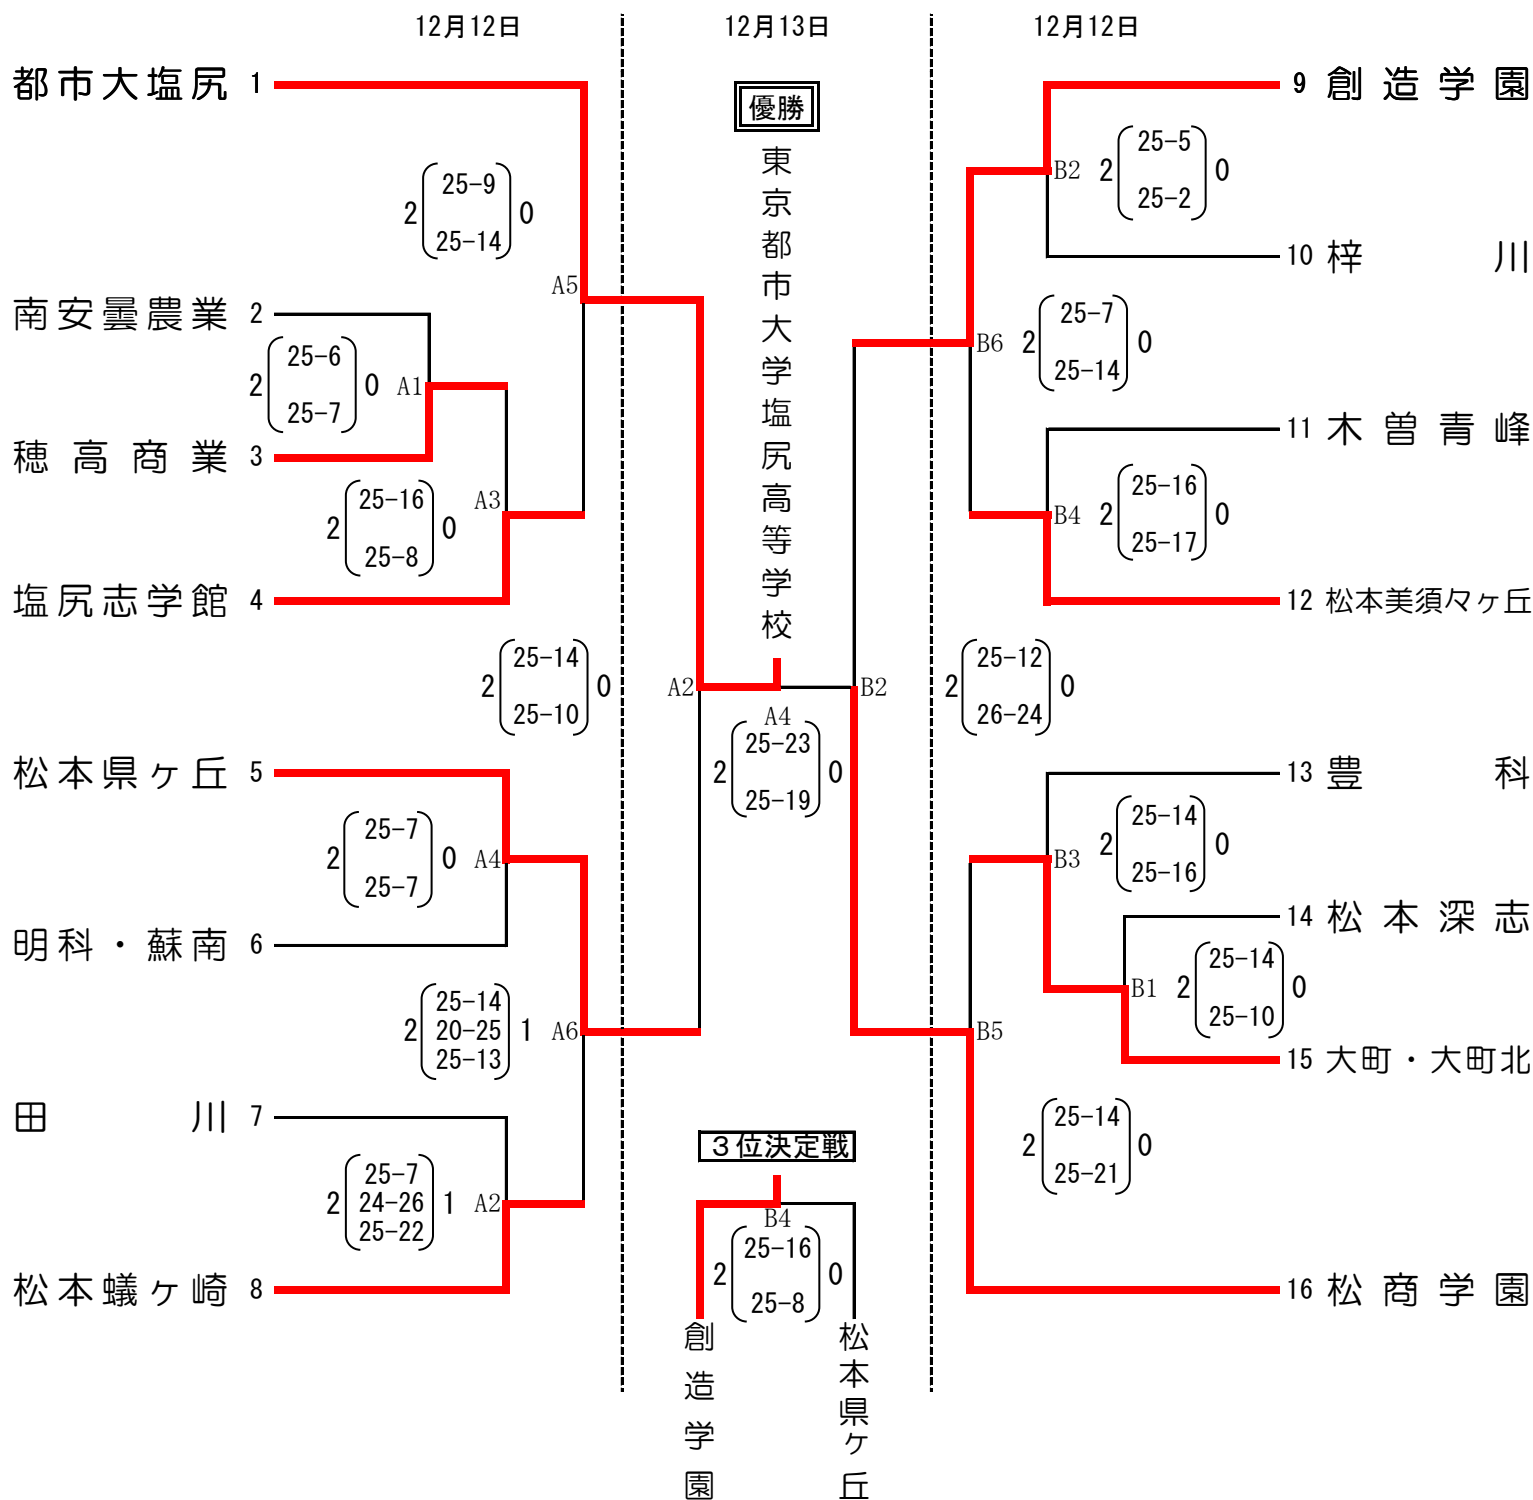 12月12日
12月13日
12月12日
都市大塩尻 1
25-9
2 0
25-14
A5
南安曇農業 2
25-6
2 0 A1
25-7
穂高商業 3
A3
25-16
2 0
25-8
塩尻志学館 4
25-14
2 0
25-10
A2
松本県ヶ丘 5
25-7
2 0 A4
25-7
明科・蘇南 6
25-14
2 20-25 1 A6
25-13
田川 7
25-7
2 24-26 1 A2
25-22
松本蟻ヶ崎 8
優勝
東京都市大学塩尻高等学校
A4
25-23
2 0
25-19
3位決定戦
B4
25-16
2 0
25-8
創造学園
松本県ヶ丘
9 創造学園
25-5
B2 2 0
25-2
10 梓川
25-7
B6 2 0
25-14
11 木曽青峰
25-16
B4 2 0
25-17
12 松本美須々ヶ丘
25-12
B2 2 0
26-24
13 豊科
25-14
B3 2 0
25-16
14 松本深志
25-14
B1 2 0
25-10
15 大町・大町北
B5
25-14
2 0
25-21
16 松商学園